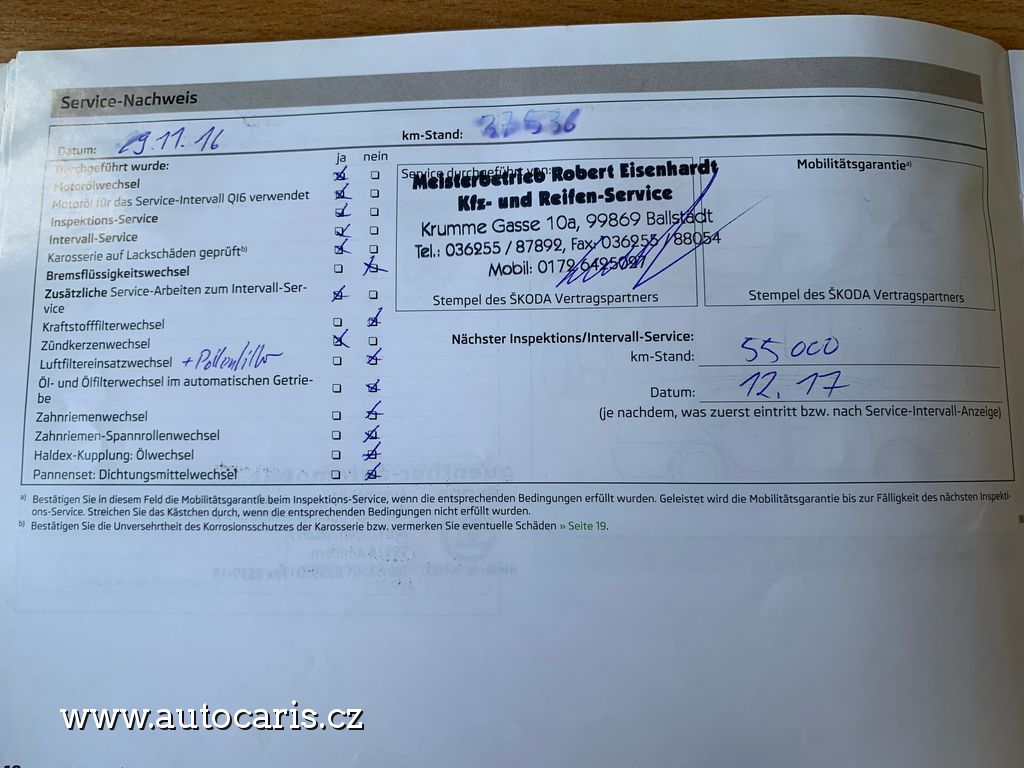 Service-Nachweis
Datum: 29.11.16 km-Stand: 37536
Durchgeführt wurde: ja nein
Motorölwechsel
Motoröl für das Service-Intervall QI6 verwendet
Inspektions-Service
Intervall-Service
Karosserie auf Lackschäden geprüft b)
Bremsflüssigkeitswechsel
Zusätzliche Service-Arbeiten zum Intervall-Ser-
vice
Kraftstofffilterwechsel
Zündkerzenwechsel
Luftfiltereinsatzwechsel + Pollenfilter
Öl- und Ölfilterwechsel im automatischen Getrie-
be
Zahnriemenwechsel
Zahnriemen-Spannrollenwechsel
Haldex-Kupplung: Ölwechsel
Pannenset: Dichtungsmittelwechsel
Service durchgeführt von:
Meisterbetrieb Robert Eisenhardt
Kfz- und Reifen-Service
Krumme Gasse 10a, 99869 Ballstädt
Tel.: 036255 / 87892, Fax: 036255 / 88054
Mobil: 0172
Stempel des ŠKODA Vertragspartners
Mobilitätsgarantie a)
Stempel des ŠKODA Vertragspartners
Nächster Inspektions/Intervall-Service:
km-Stand: 55 000
Datum: 12.17
(je nachdem, was zuerst eintritt bzw. nach Service-Intervall-Anzeige)
a) Bestätigen Sie in diesem Feld die Mobilitätsgarantie beim Inspektions-Service, wenn die entsprechenden Bedingungen erfüllt wurden. Geleistet wird die Mobilitätsgarantie bis zur Fälligkeit des nächsten Inspekti-
ons-Service. Streichen Sie das Kästchen durch, wenn die entsprechenden Bedingungen nicht erfüllt wurden.
b) Bestätigen Sie die Unversehrtheit des Korrosionsschutzes der Karosserie bzw. vermerken Sie eventuelle Schäden » Seite 19.
www.autocaris.cz